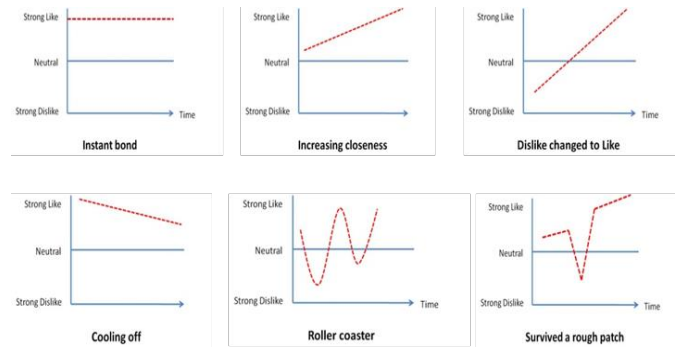 Strong Like
Neutral
Strong Dislike
Time
Instant bond
Strong Like
Neutral
Strong Dislike
Increasing closeness
Strong Like
Neutral
Strong Dislike
Time
Dislike changed to Like
Strong Like
Neutral
Strong Dislike
Cooling off
Strong Like
Neutral
Strong Dislike
Time
Roller coaster
Strong Like
Neutral
Strong Dislike
Time
Survived a rough patch